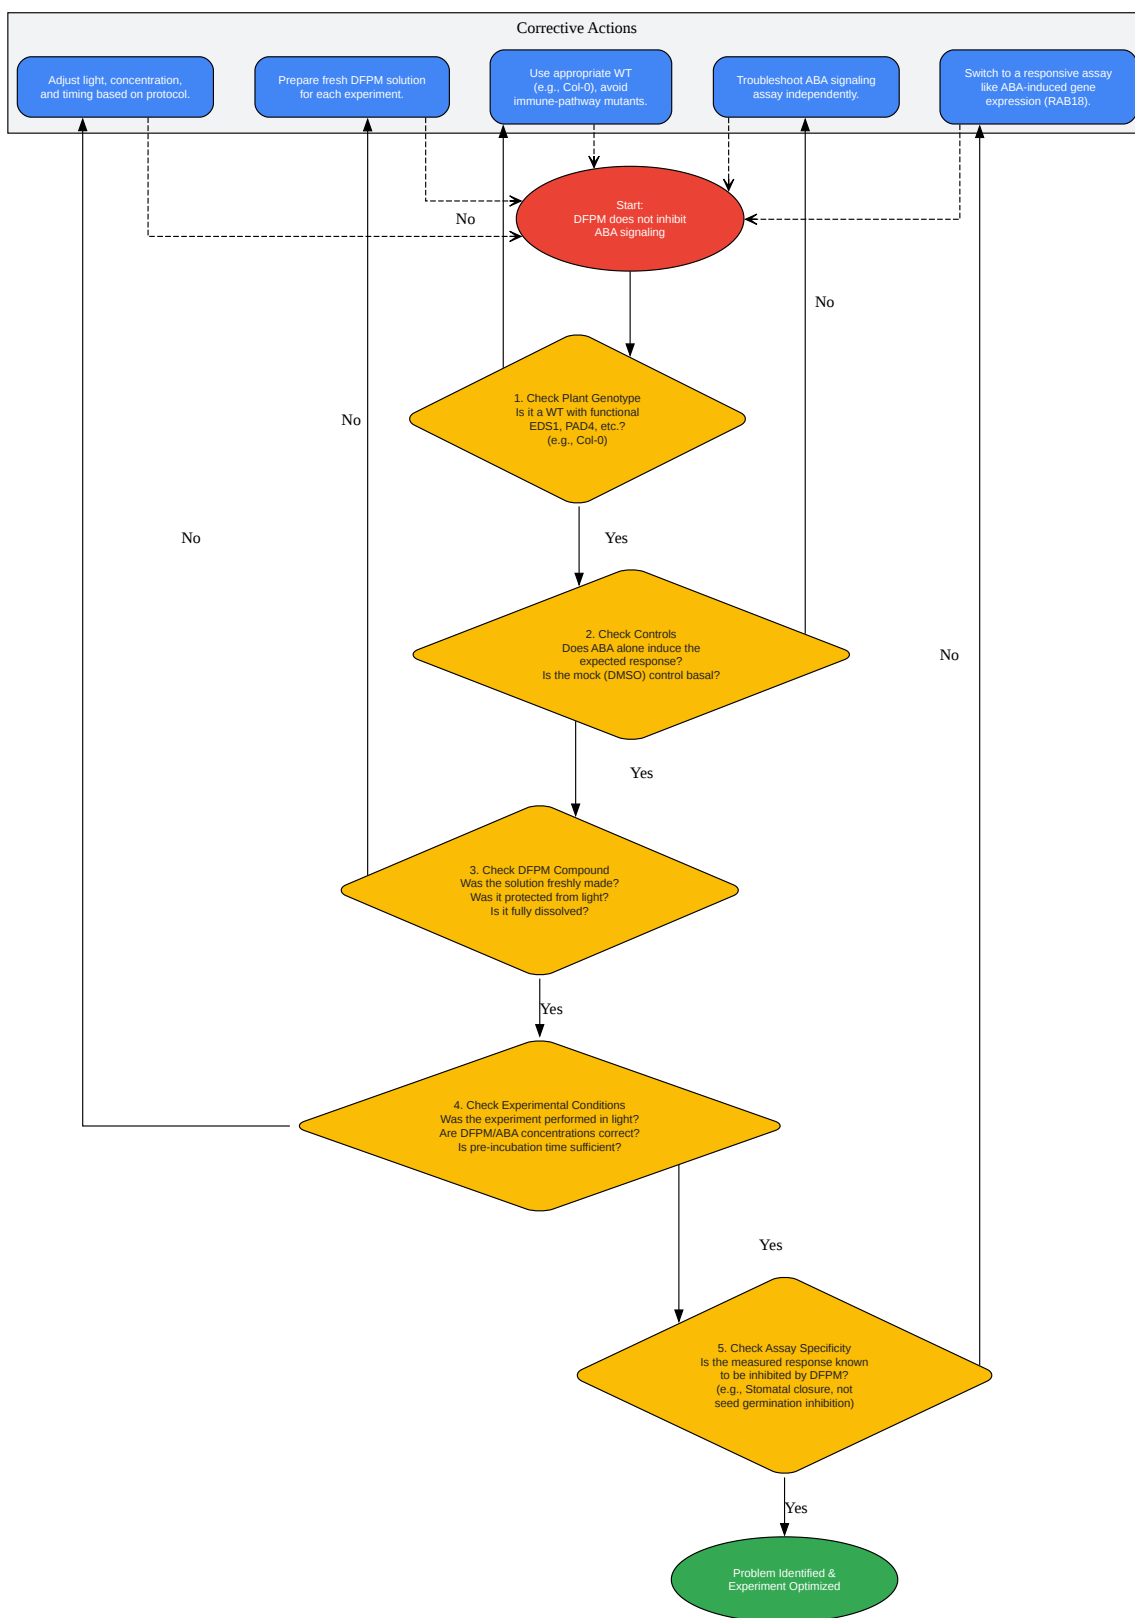 Corrective Actions
Adjust light, concentration,
and timing based on protocol.
Prepare fresh DFPM solution
for each experiment.
Use appropriate WT
(e.g., Col-0), avoid
immune-pathway mutants.
Troubleshoot ABA signaling
assay independently.
Switch to a responsive assay
like ABA-induced gene
expression (RAB18).
Start:
DFPM does not inhibit
ABA signaling
No
No
No
1. Check Plant Genotype
Is it a WT with functional
EDS1, PAD4, etc.?
(e.g., Col-0)
No
Yes
2. Check Controls
Does ABA alone induce the
expected response?
Is the mock (DMSO) control basal?
No
Yes
3. Check DFPM Compound
Was the solution freshly made?
Was it protected from light?
Is it fully dissolved?
Yes
4. Check Experimental Conditions
Was the experiment performed in light?
Are DFPM/ABA concentrations correct?
Is pre-incubation time sufficient?
Yes
5. Check Assay Specificity
Is the measured response known
to be inhibited by DFPM?
(e.g., Stomatal closure, not
seed germination inhibition)
Yes
Problem Identified &
Experiment Optimized